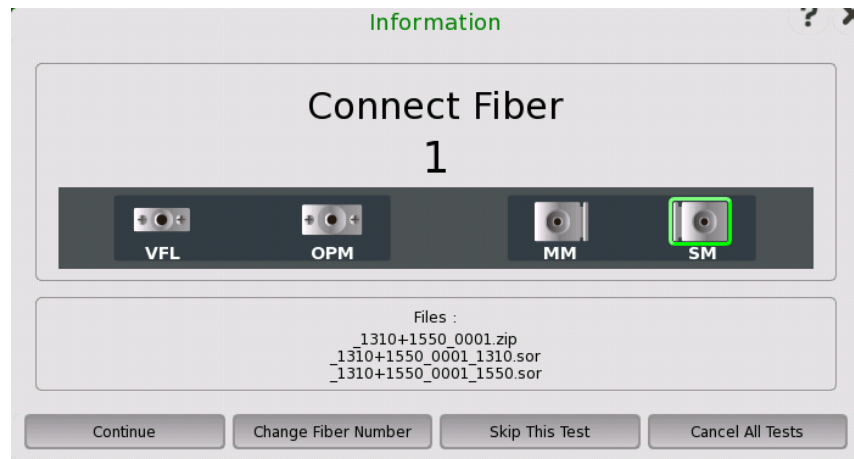 Information
?
Connect Fiber
1
VFL OPM MM SM
Files :
_1310+1550_0001.zip
_1310+1550_0001_1310.sor
_1310+1550_0001_1550.sor
Continue Change Fiber Number Skip This Test Cancel All Tests